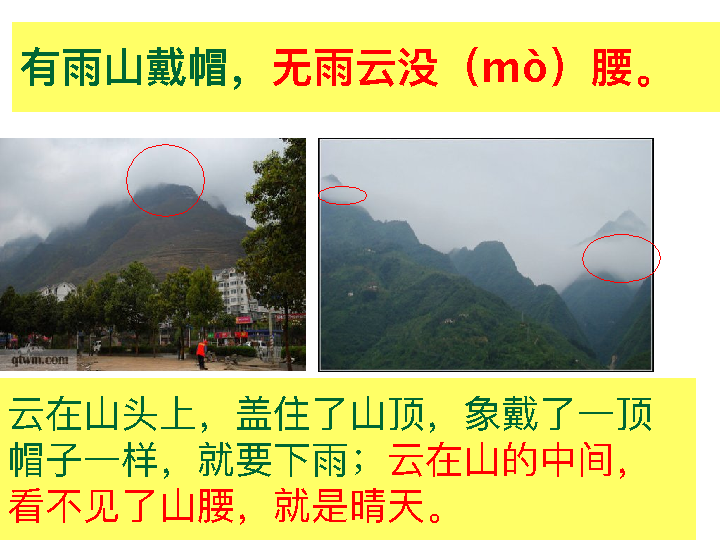 有雨山戴帽，无雨云没（mò）腰。
qtwm.com
云在山头上，盖住了山顶，象戴了一顶
帽子一样，就要下雨；云在山的中间，
看不见了山腰，就是晴天。